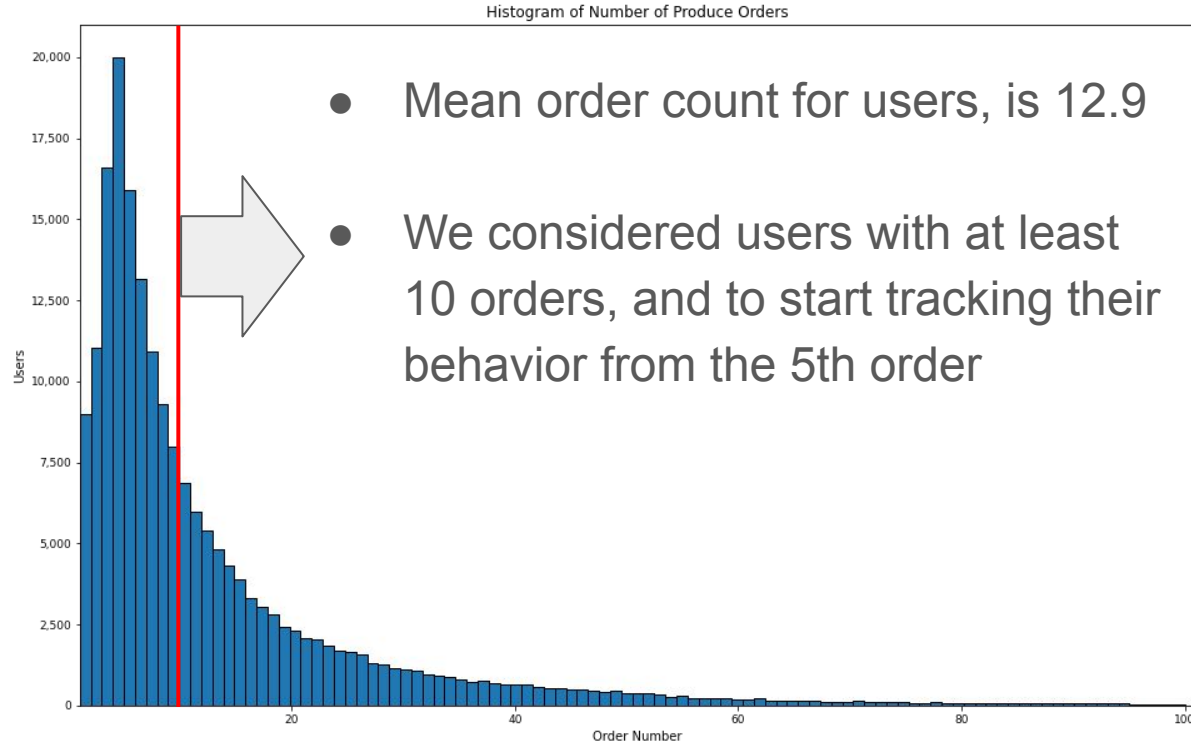 Histogram of Number of Produce Orders
20,000
17,500
15,000
12,500
10,000
7,500
5,000
2,500
0
Users
● Mean order count for users, is 12.9
● We considered users with at least
10 orders, and to start tracking their
behavior from the 5th order
20
40
60
80
100
Order Number